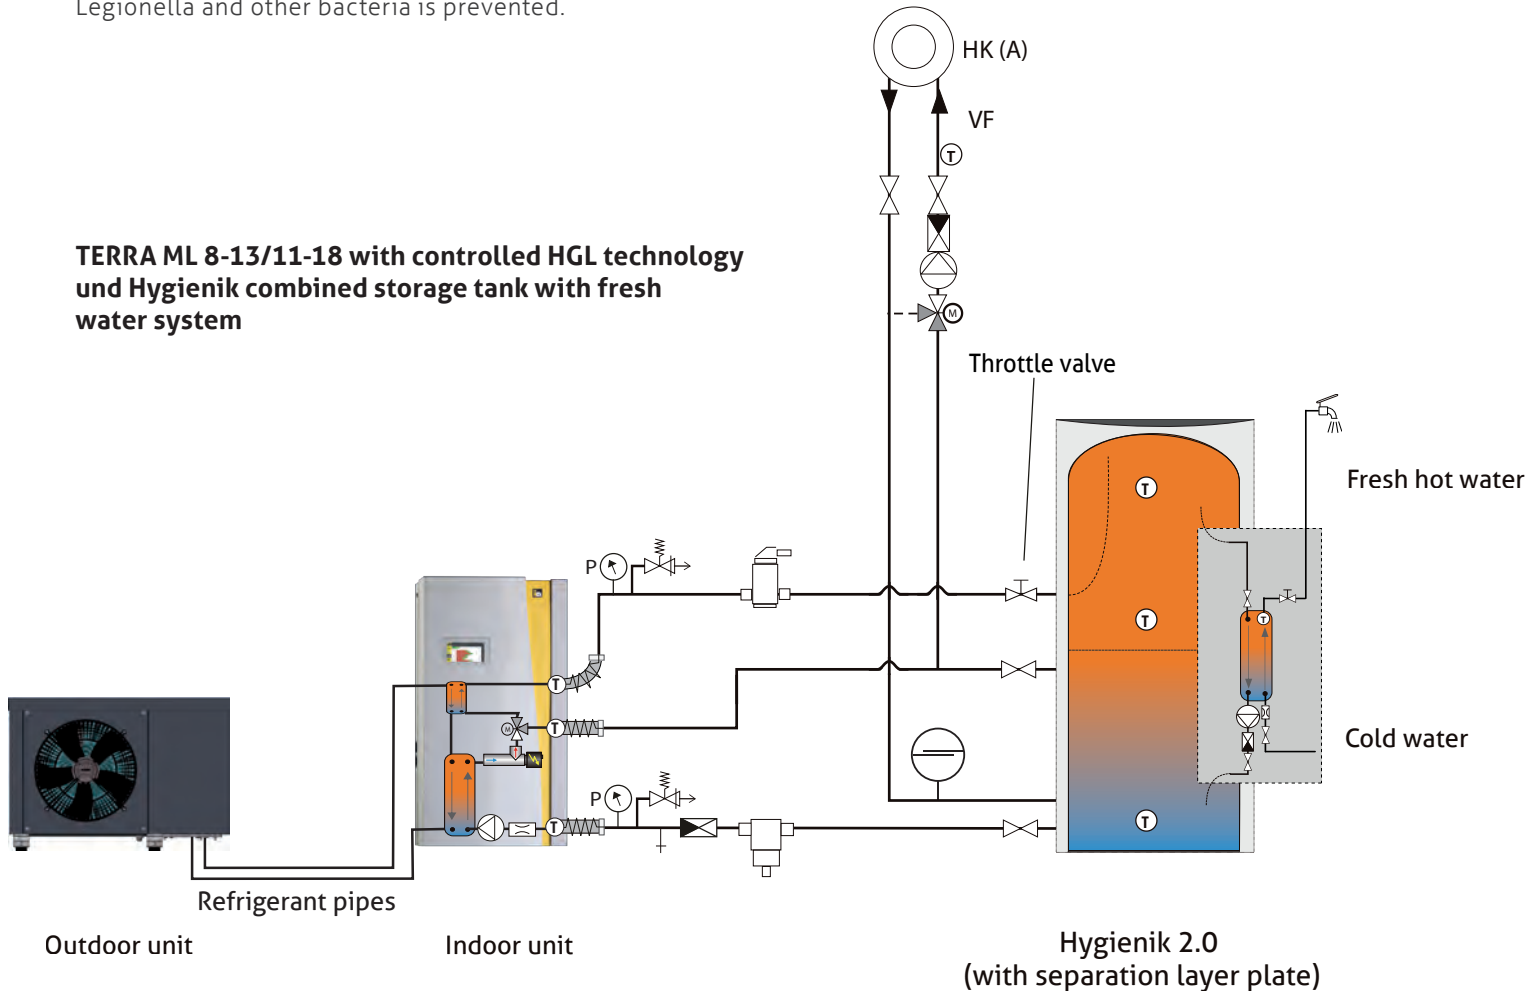 Legionella and other bacteria is prevented.
HK (A)
VF
T
TERRA ML 8-13/11-18 with controlled HGL technology
und Hygienik combined storage tank with fresh
water system
M
Throttle valve
Fresh hot water
T
P
T
T
T
M
T
Cold water
P
T
T
Refrigerant pipes
Outdoor unit
Indoor unit
Hygienik 2.0
(with separation layer plate)